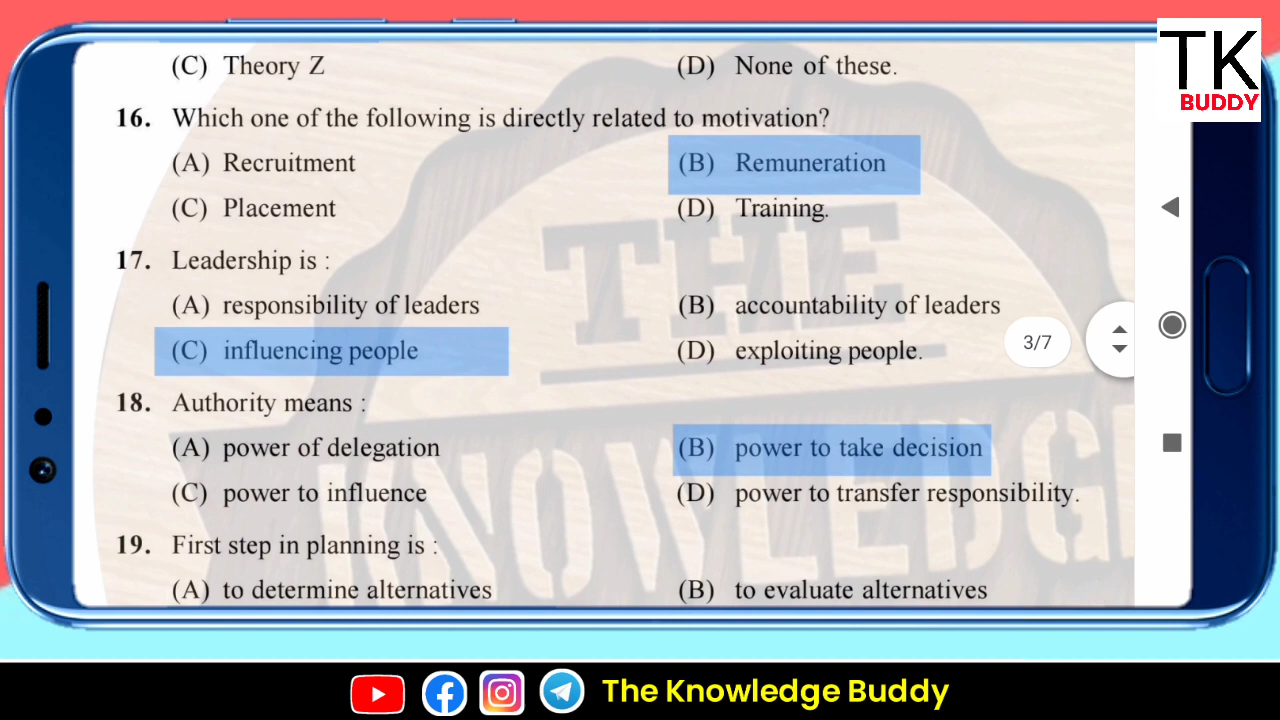 TK
BUDDY
(C) Theory Z (D) None of these.
16. Which one of the following is directly related to motivation?
(A) Recruitment (B) Remuneration
(C) Placement (D) Training.
17. Leadership is :
(A) responsibility of leaders (B) accountability of leaders
(C) influencing people (D) exploiting people.
3/7
18. Authority means :
(A) power of delegation (B) power to take decision
(C) power to influence (D) power to transfer responsibility.
19. First step in planning is :
(A) to determine alternatives (B) to evaluate alternatives
THE
KNOWLEDG
The Knowledge Buddy